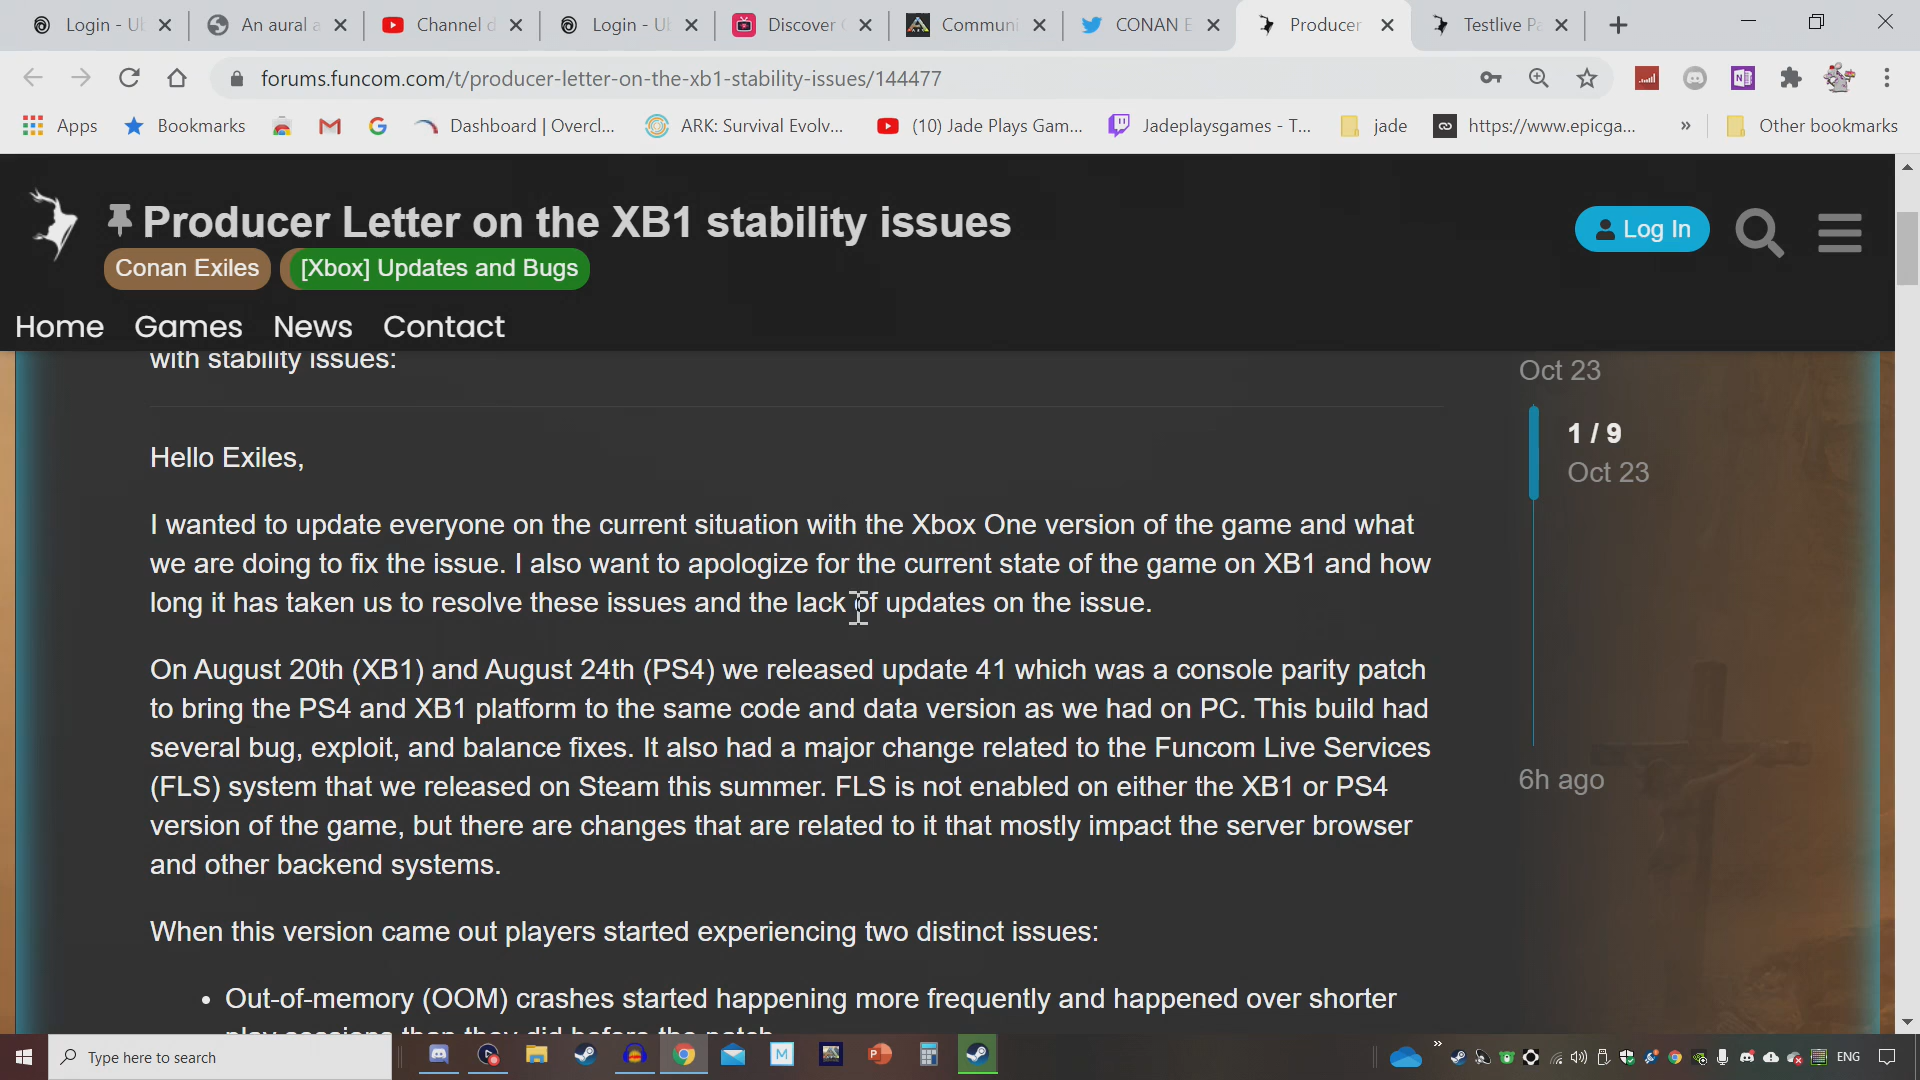 Login - Ub
An aural a
Channel d
Login - Ub
Discover
Communi
CONAN E
Producer
Testlive Pa
forums.funcom.com/t/producer-letter-on-the-xb1-stability-issues/144477
Apps
Bookmarks
Dashboard | Overcl...
ARK: Survival Evolv...
(10) Jade Plays Gam...
Jadeplaysgames - T...
jade
https://www.epicga...
»
Other bookmarks
Producer Letter on the XB1 stability issues
Log In
Conan Exiles
[Xbox] Updates and Bugs
Home
Games
News
Contact
with stability issues:
Oct 23
1 / 9
Oct 23
Hello Exiles,
I wanted to update everyone on the current situation with the Xbox One version of the game and what
we are doing to fix the issue. I also want to apologize for the current state of the game on XB1 and how
long it has taken us to resolve these issues and the lack of updates on the issue.
On August 20th (XB1) and August 24th (PS4) we released update 41 which was a console parity patch
to bring the PS4 and XB1 platform to the same code and data version as we had on PC. This build had
several bug, exploit, and balance fixes. It also had a major change related to the Funcom Live Services
(FLS) system that we released on Steam this summer. FLS is not enabled on either the XB1 or PS4
version of the game, but there are changes that are related to it that mostly impact the server browser
and other backend systems.
6h ago
When this version came out players started experiencing two distinct issues:
• Out-of-memory (OOM) crashes started happening more frequently and happened over shorter
play sessions than they did before the patch
Type here to search
ENG